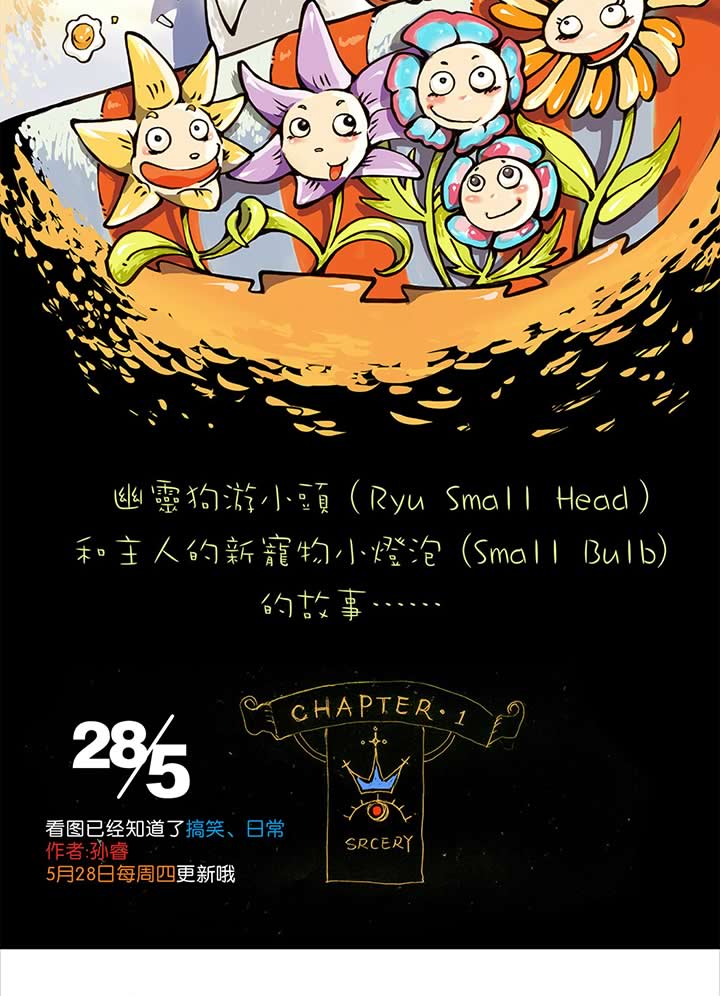 幽靈狗游小頭（Ryu Small Head）
和主人的新寵物小燈泡（Small Bulb）
的故事……
CHAPTER·1
28/5
SRCERY
看图已经知道了搞笑、日常
作者:孙睿
5月28日每周四更新哦